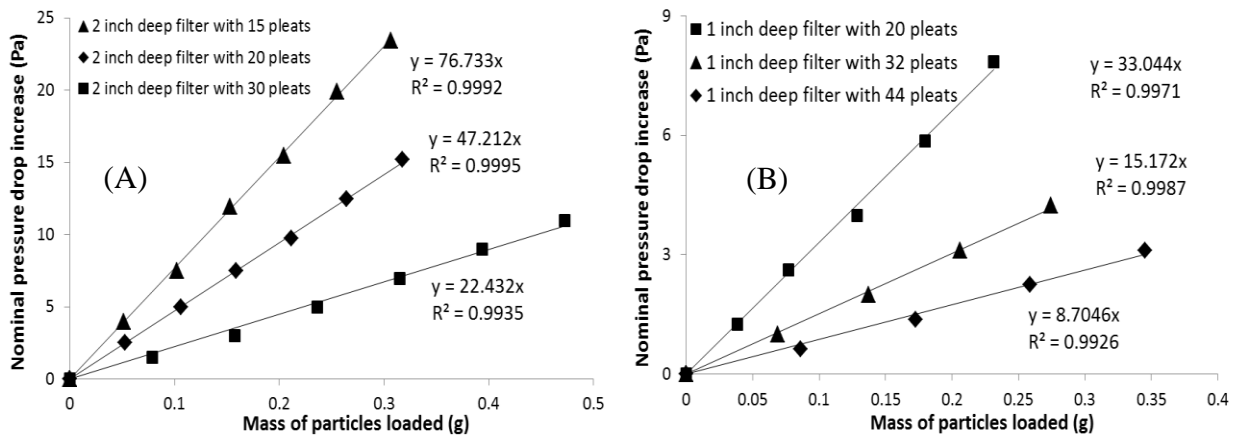 Nominal pressure drop increase (Pa)
25
20
15
10
5
0
2 inch deep filter with 15 pleats
2 inch deep filter with 20 pleats
2 inch deep filter with 30 pleats
(A)
y = 76.733x
R² = 0.9992
y = 47.212x
R² = 0.9995
y = 22.432x
R² = 0.9935
0 0.1 0.2 0.3 0.4 0.5
Mass of particles loaded (g)
Nominal pressure drop increase (Pa)
9
6
3
0
1 inch deep filter with 20 pleats
1 inch deep filter with 32 pleats
1 inch deep filter with 44 pleats
(B)
y = 33.044x
R² = 0.9971
y = 15.172x
R² = 0.9987
y = 8.7046x
R² = 0.9926
0 0.05 0.1 0.15 0.2 0.25 0.3 0.35 0.4
Mass of particles loaded (g)